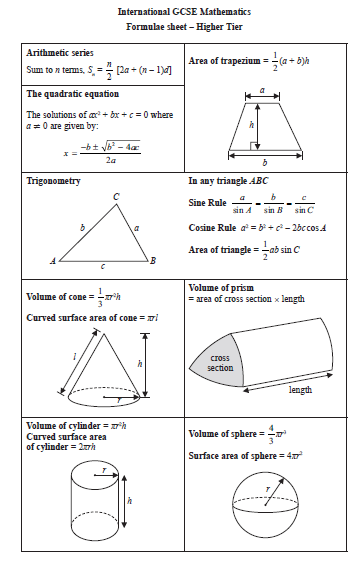 International GCSE Mathematics
Formulae sheet – Higher Tier
Arithmetic series
Sum to n terms, Sₙ = n/2 [2a + (n – 1)d]
The quadratic equation
The solutions of ax² + bx + c = 0 where
a ≠ 0 are given by:
x = (–b ± √(b² – 4ac)) / 2a
Area of trapezium = 1/2 (a + b)h
a
h
b
Trigonometry
C
b
a
A
B
c
In any triangle ABC
Sine Rule a/sin A = b/sin B = c/sin C
Cosine Rule a² = b² + c² – 2bc cos A
Area of triangle = 1/2 ab sin C
Volume of cone = 1/3 πr²h
Curved surface area of cone = πrl
l
h
r
Volume of prism
= area of cross section × length
cross
section
length
Volume of cylinder = πr²h
Curved surface area
of cylinder = 2πrh
r
h
Volume of sphere = 4/3 πr³
Surface area of sphere = 4πr²
r